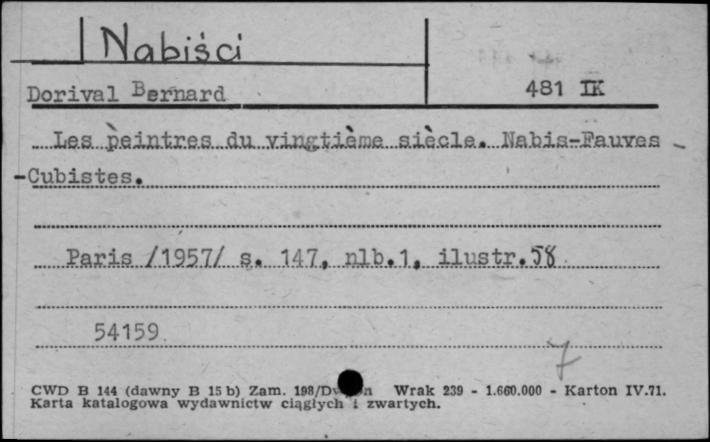 Nabiści
Dorival Bernard 481 IK
Les peintres du vingtième siècle. Nabis-Fauves -
-Cubistes.
Paris /1957/ s. 147, nlb.1, ilustr.58
54159
7
CWD B 144 (dawny B 15 b) Zam. 198/ Wrak 239 - 1.660.000 - Karton IV.71.
Karta katalogowa wydawnictw ciągłych i zwartych.